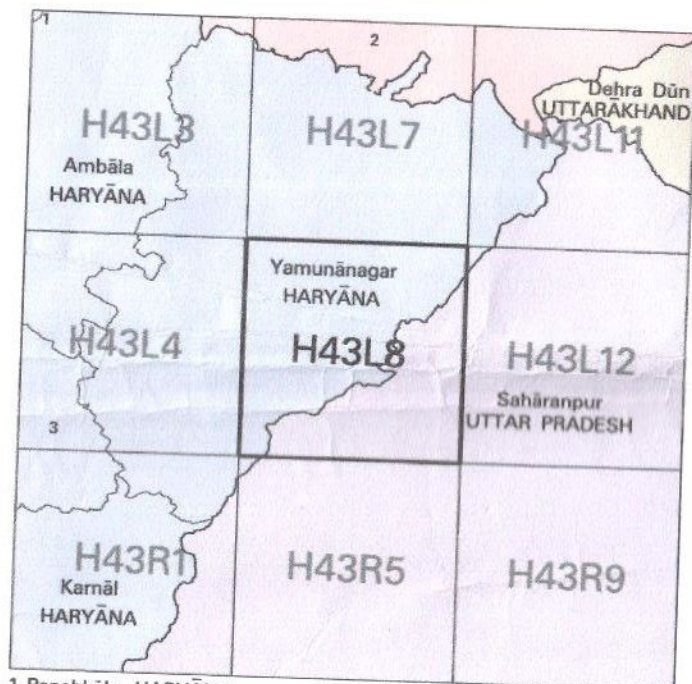 1
2
Dehra Dūn
UTTARĀKHAND
H43L3
H43L7
H43L11
Ambāla
HARYĀNA
Yamunānagar
HARYĀNA
H43L4
H43L8
H43L12
3
Sahāranpur
UTTAR PRADESH
H43R1
H43R5
H43R9
Karnāl
HARYĀNA